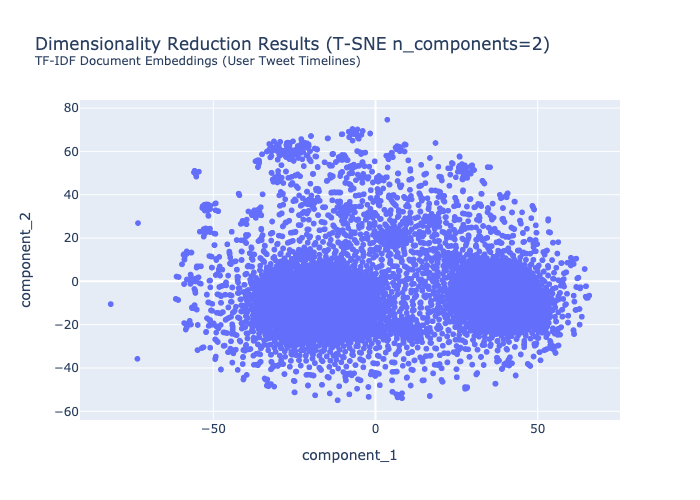 Dimensionality Reduction Results (T-SNE n_components=2)
TF-IDF Document Embeddings (User Tweet Timelines)
80
60
40
20
0
−20
−40
−60
component_2
−50
0
50
component_1